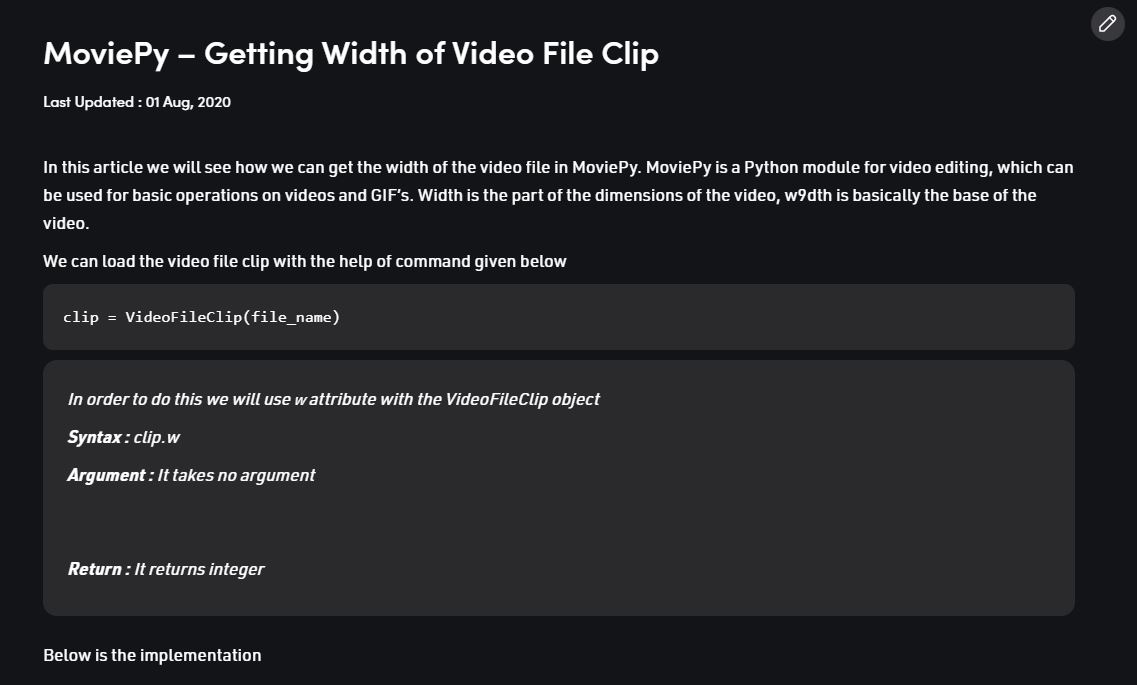 MoviePy – Getting Width of Video File Clip
Last Updated : 01 Aug, 2020
In this article we will see how we can get the width of the video file in MoviePy. MoviePy is a Python module for video editing, which can
be used for basic operations on videos and GIF’s. Width is the part of the dimensions of the video, w9dth is basically the base of the
video.
We can load the video file clip with the help of command given below
clip = VideoFileClip(file_name)
In order to do this we will use w attribute with the VideoFileClip object
Syntax : clip.w
Argument : It takes no argument
Return : It returns integer
Below is the implementation